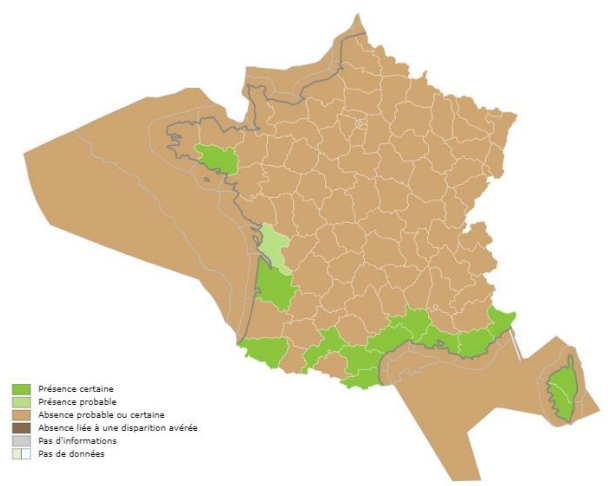 Présence certaine
Présence probable
Absence probable ou certaine
Absence liée à une disparition avérée
Pas d'informations
Pas de données